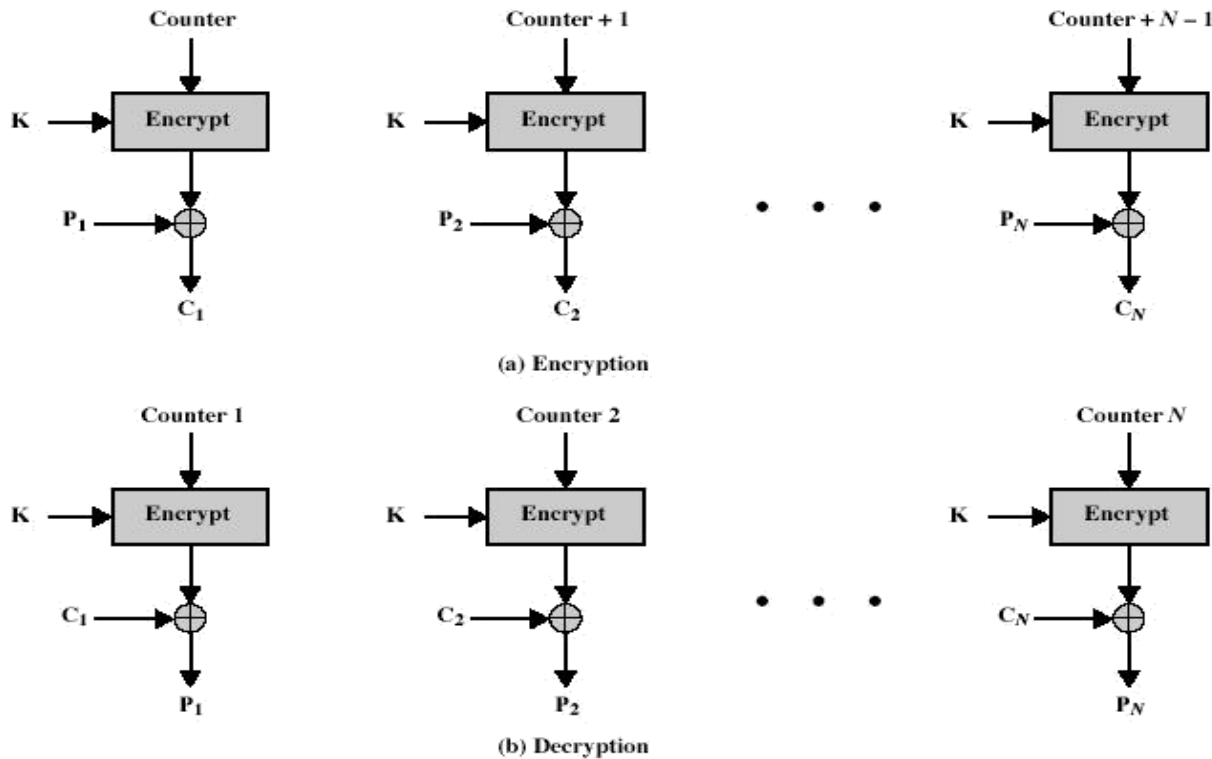 Counter Counter + 1 Counter + N – 1
K Encrypt K Encrypt K Encrypt
P1 P2 PN
C1 C2 CN
(a) Encryption
Counter 1 Counter 2 Counter N
K Encrypt K Encrypt K Encrypt
C1 C2 CN
P1 P2 PN
(b) Decryption